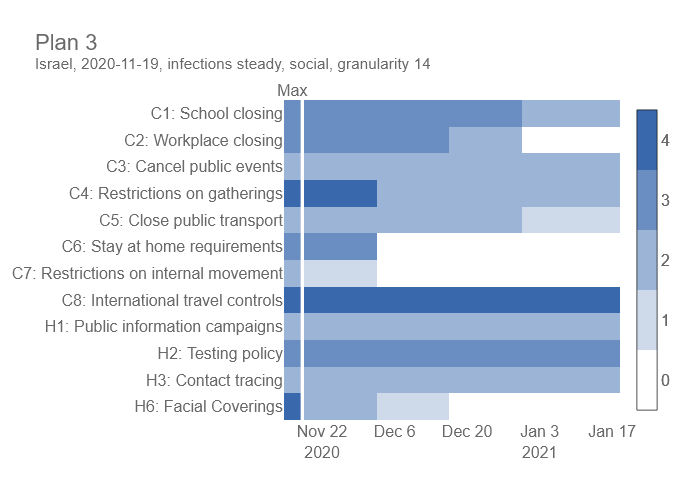 Plan 3
Israel, 2020-11-19, infections steady, social, granularity 14
Max
C1: School closing
C2: Workplace closing
C3: Cancel public events
C4: Restrictions on gatherings
C5: Close public transport
C6: Stay at home requirements
C7: Restrictions on internal movement
C8: International travel controls
H1: Public information campaigns
H2: Testing policy
H3: Contact tracing
H6: Facial Coverings
4
3
2
1
0
Nov 22 Dec 6 Dec 20 Jan 3 Jan 17
2020 2021